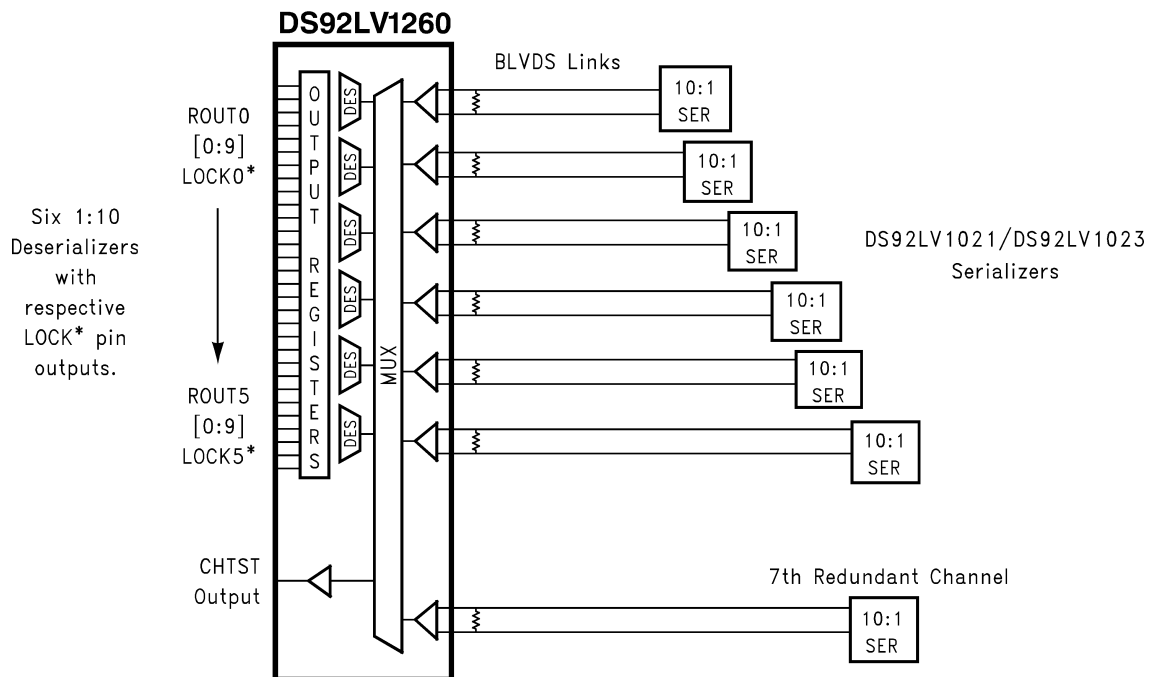 DS92LV1260
BLVDS Links
10:1
SER
10:1
SER
10:1
SER
10:1
SER
10:1
SER
10:1
SER
7th Redundant Channel
10:1
SER
DS92LV1021/DS92LV1023
Serializers
ROUT0
[0:9]
LOCK0*
Six 1:10
Deserializers
with
respective
LOCK* pin
outputs.
ROUT5
[0:9]
LOCK5*
CHTST
Output
OUTPUT REGISTERS
DES
DES
DES
DES
DES
DES
MUX